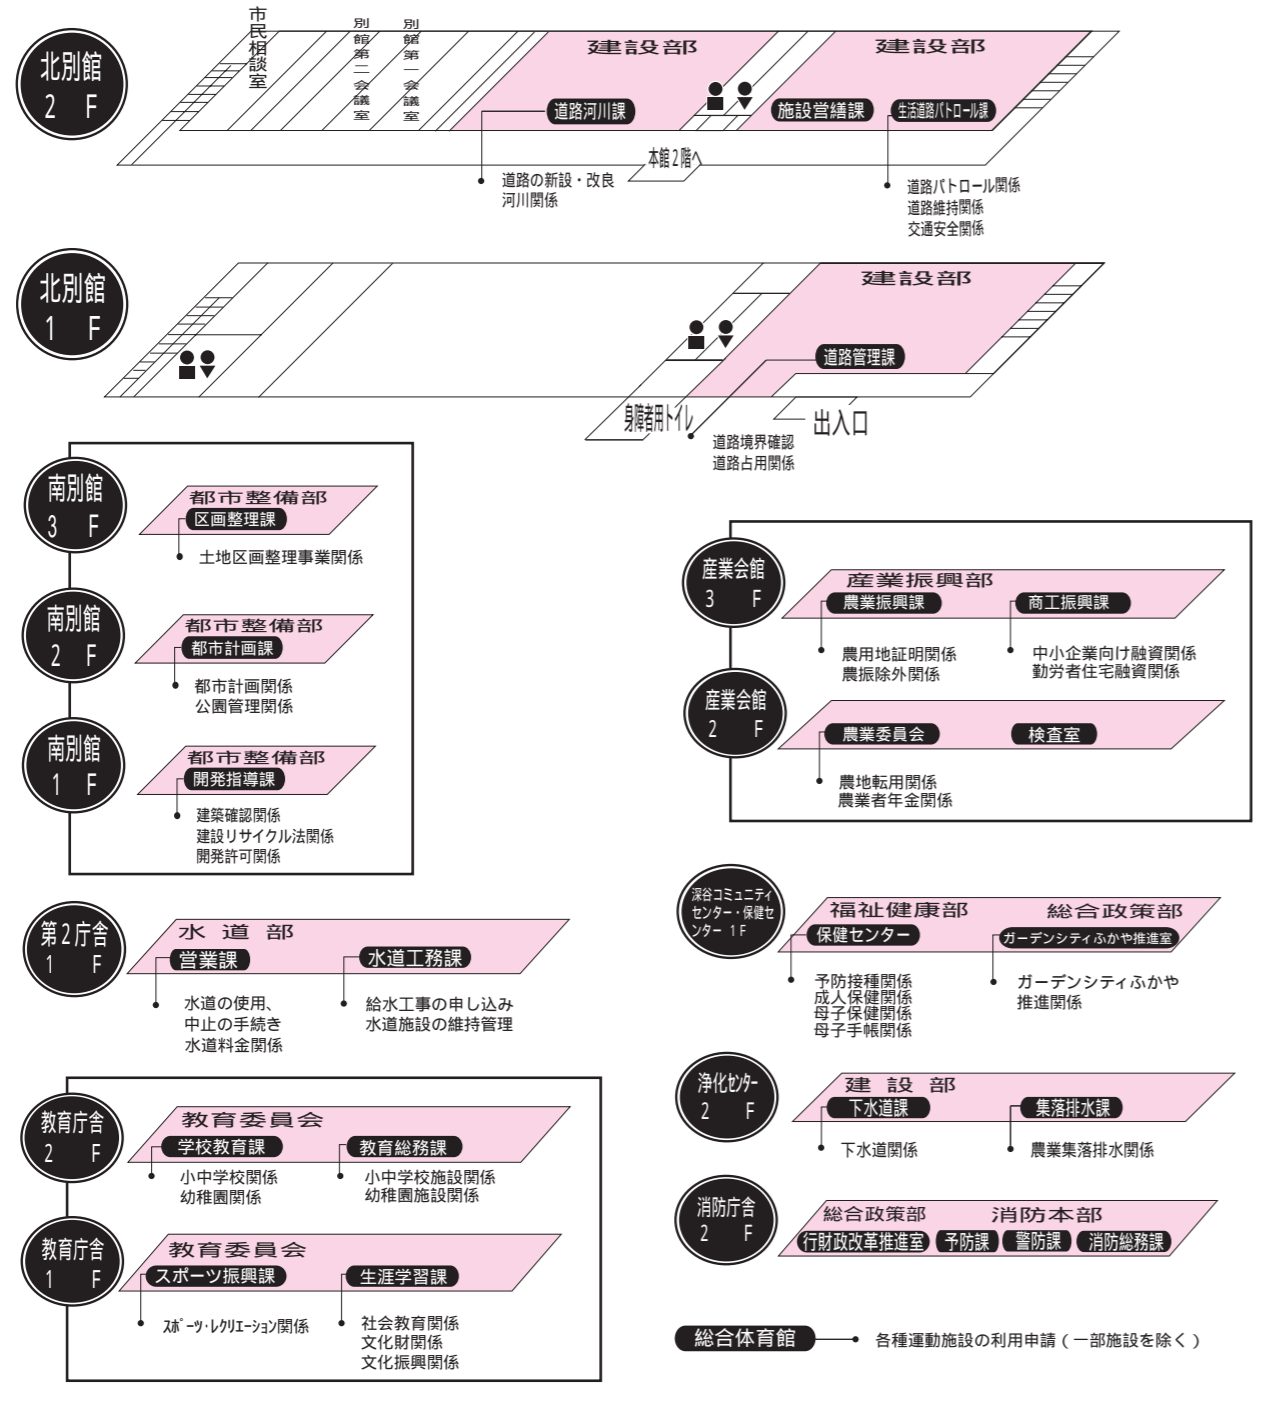 北別館
2 F
市民相談室
別館第二会議室
別館第一会議室
建設部
道路河川課
建設部
施設営繕課
生活道路パトロール課
本館2階へ
道路の新設・改良
河川関係
道路パトロール関係
道路維持関係
交通安全関係
北別館
1 F
建設部
道路管理課
身障者用トイレ
出入口
道路境界確認
道路占用関係
南別館
3 F
都市整備部
区画整理課
土地区画整理事業関係
南別館
2 F
都市整備部
都市計画課
都市計画関係
公園管理関係
南別館
1 F
都市整備部
開発指導課
建築確認関係
建設リサイクル法関係
開発許可関係
産業会館
3 F
産業振興部
農業振興課
商工振興課
農用地証明関係
農振除外関係
中小企業向け融資関係
勤労者住宅融資関係
産業会館
2 F
農業委員会
検査室
農地転用関係
農業者年金関係
第2庁舎
1 F
水道部
営業課
水道工務課
水道の使用、
中止の手続き
水道料金関係
給水工事の申し込み
水道施設の維持管理
深谷コミュニティ
センター・保健セ
ンター 1F
福祉健康部
総合政策部
保健センター
ガーデンシティふかや推進室
予防接種関係
成人保健関係
母子保健関係
母子手帳関係
ガーデンシティふかや
推進関係
教育庁舎
2 F
教育委員会
学校教育課
教育総務課
小中学校関係
幼稚園関係
小中学校施設関係
幼稚園施設関係
教育庁舎
1 F
教育委員会
スポーツ振興課
生涯学習課
スポーツ・レクリエーション関係
社会教育関係
文化財関係
文化振興関係
浄化センター
2 F
建設部
下水道課
集落排水課
下水道関係
農業集落排水関係
消防庁舎
2 F
総合政策部
消防本部
行財政改革推進室
予防課
警防課
消防総務課
総合体育館
各種運動施設の利用申請(一部施設を除く)